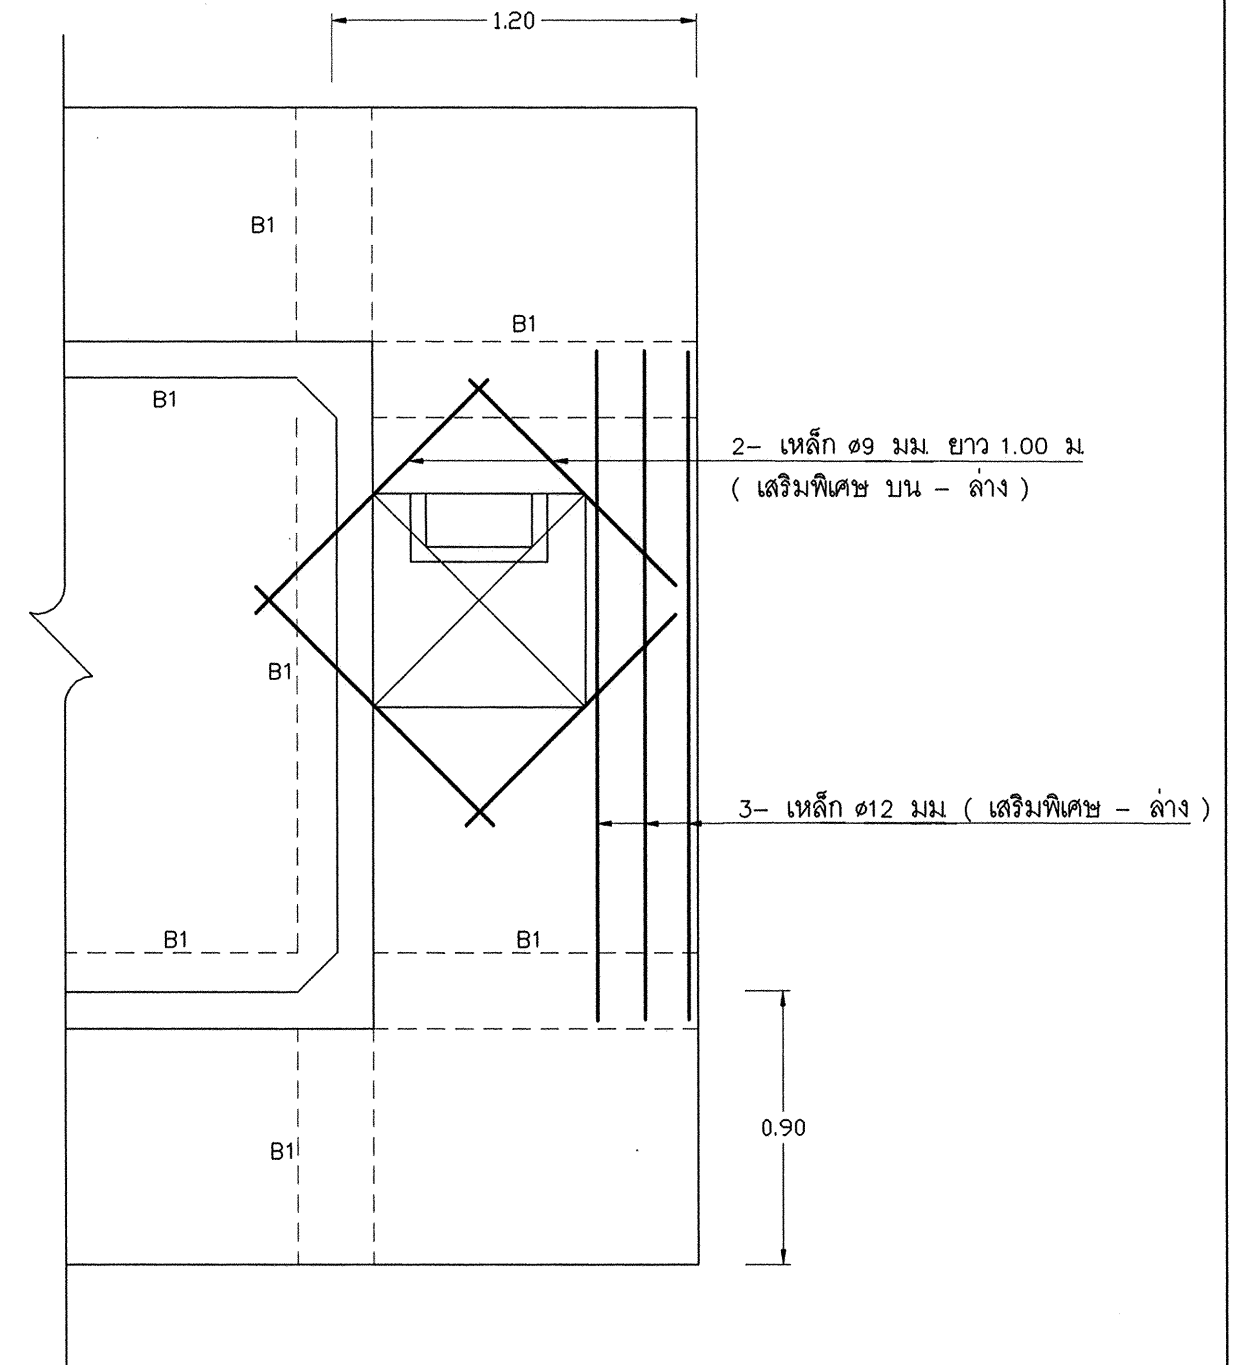 1.20
B1
B1
B1
2- เหล็ก ø9 มม. ยาว 1.00 ม.
( เสริมพิเศษ บน - ล่าง )
B1
3- เหล็ก ø12 มม. ( เสริมพิเศษ - ล่าง )
B1
B1
0.90
B1